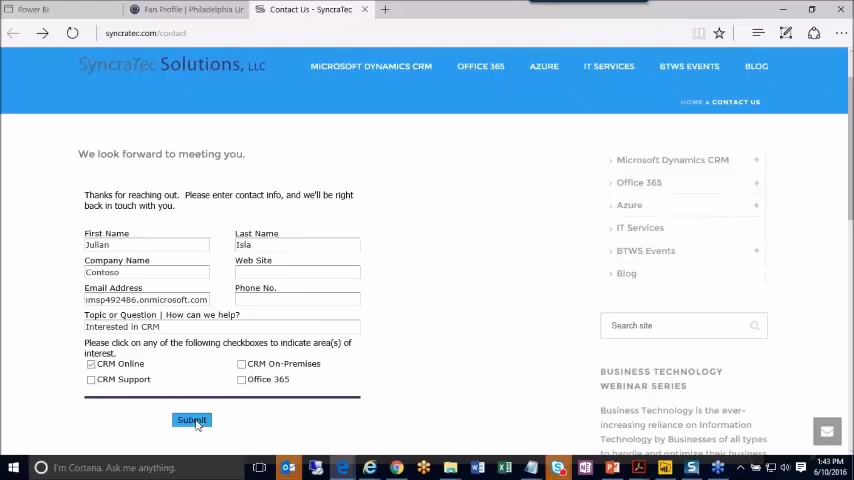 Power BI
Fan Profile | Philadelphia Ur
Contact Us - SyncraTec
syncratec.com/contact
SyncraTec Solutions, LLC
MICROSOFT DYNAMICS CRM
OFFICE 365
AZURE
IT SERVICES
BTWS EVENTS
BLOG
HOME
CONTACT US
We look forward to meeting you.
Thanks for reaching out. Please enter contact info, and we'll be right
back in touch with you.
First Name
Last Name
Julian
Isla
Company Name
Web Site
Contoso
Email Address
Phone No.
omsp492486.onmicrosoft.com
Topic or Question | How can we help?
Interested in CRM
Please click on any of the following checkboxes to indicate area(s) of
interest.
CRM Online
CRM On-Premises
CRM Support
Office 365
Submit
Microsoft Dynamics CRM
Office 365
Azure
IT Services
BTWS Events
Blog
Search site
BUSINESS TECHNOLOGY
WEBINAR SERIES
Business Technology is the ever-
increasing reliance on Information
Technology by Businesses of all types
to
I'm Cortana. Ask me anything.
1:43 PM
6/10/2016